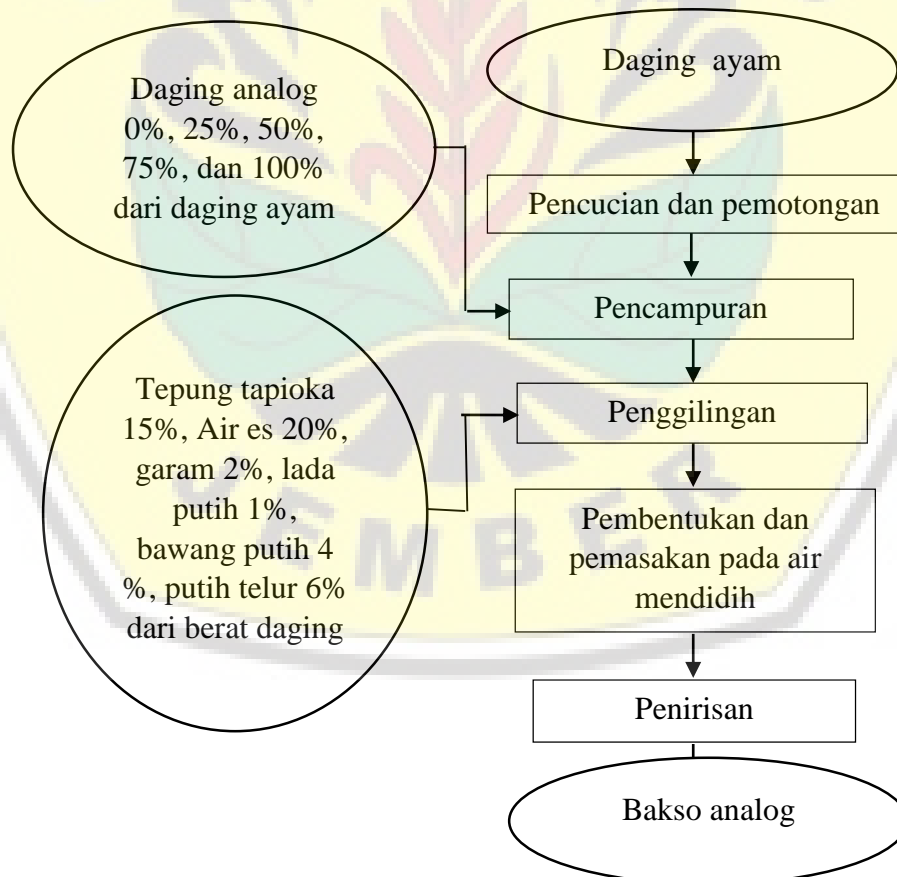 Daging ayam
Daging analog
0%, 25%, 50%,
75%, dan 100%
dari daging ayam
Pencucian dan pemotongan
Pencampuran
Tepung tapioka
15%, Air es 20%,
garam 2%, lada
putih 1%,
bawang putih 4
%, putih telur 6%
dari berat daging
Penggilingan
Pembentukan dan
pemasakan pada air
mendidih
Penirisan
Bakso analog
EMBER